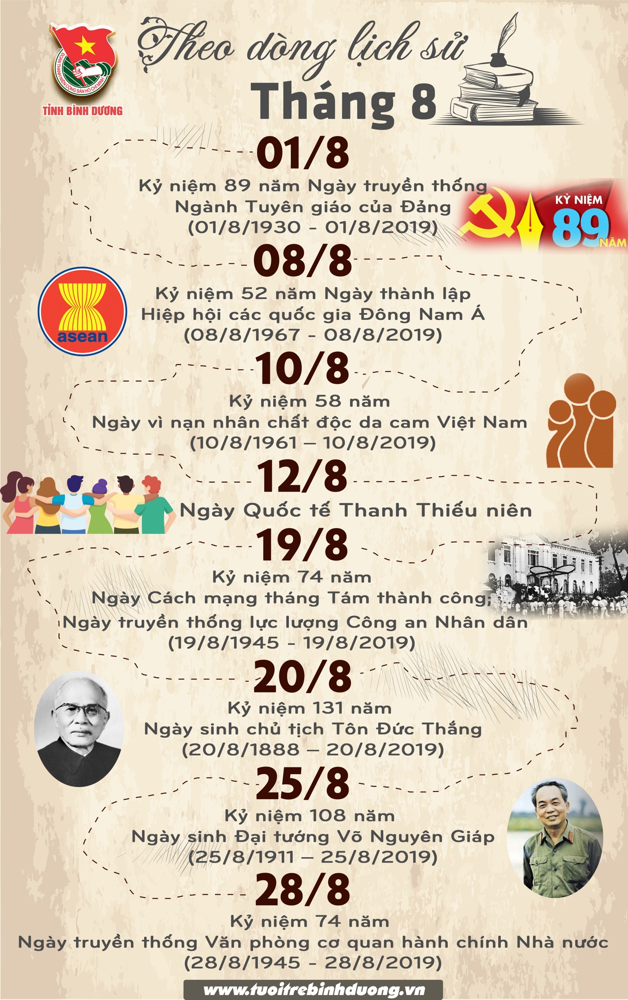 ĐOÀN THANH NIÊN CỘNG SẢN HỒ CHÍ MINH
TỈNH BÌNH DƯƠNG
Theo dòng lịch sử
Tháng 8
01/8
Kỷ niệm 89 năm Ngày truyền thống
Ngành Tuyên giáo của Đảng
(01/8/1930 - 01/8/2019)
KỶ NIỆM
89
NĂM
08/8
Kỷ niệm 52 năm Ngày thành lập
Hiệp hội các quốc gia Đông Nam Á
(08/8/1967 - 08/8/2019)
asean
10/8
Kỷ niệm 58 năm
Ngày vì nạn nhân chất độc da cam Việt Nam
(10/8/1961 – 10/8/2019)
12/8
Ngày Quốc tế Thanh Thiếu niên
19/8
Kỷ niệm 74 năm
Ngày Cách mạng tháng Tám thành công;
Ngày truyền thống lực lượng Công an Nhân dân
(19/8/1945 - 19/8/2019)
20/8
Kỷ niệm 131 năm
Ngày sinh chủ tịch Tôn Đức Thắng
(20/8/1888 – 20/8/2019)
25/8
Kỷ niệm 108 năm
Ngày sinh Đại tướng Võ Nguyên Giáp
(25/8/1911 – 25/8/2019)
28/8
Kỷ niệm 74 năm
Ngày truyền thống Văn phòng cơ quan hành chính Nhà nước
(28/8/1945 - 28/8/2019)
www.tuoitrebinhduong.vn